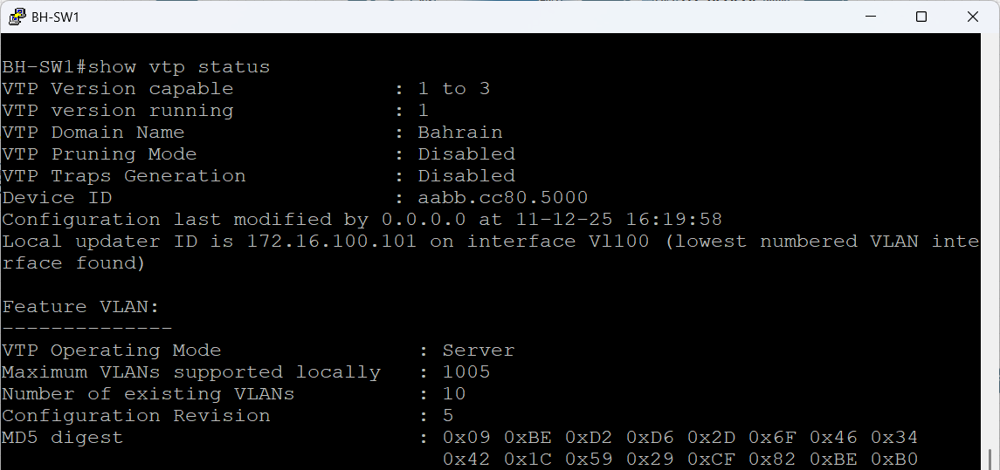 BH-SW1
BH-SW1#show vtp status
VTP Version capable             : 1 to 3
VTP version running             : 1
VTP Domain Name                 : Bahrain
VTP Pruning Mode                : Disabled
VTP Traps Generation            : Disabled
Device ID                       : aabb.cc80.5000
Configuration last modified by 0.0.0.0 at 11-12-25 16:19:58
Local updater ID is 172.16.100.101 on interface Vl100 (lowest numbered VLAN inte
rface found)

Feature VLAN:
--------------
VTP Operating Mode                : Server
Maximum VLANs supported locally   : 1005
Number of existing VLANs          : 10
Configuration Revision            : 5
MD5 digest                        : 0x09 0xBE 0xD2 0xD6 0x2D 0x6F 0x46 0x34
                                    0x42 0x1C 0x59 0x29 0xCF 0x82 0xBE 0xB0